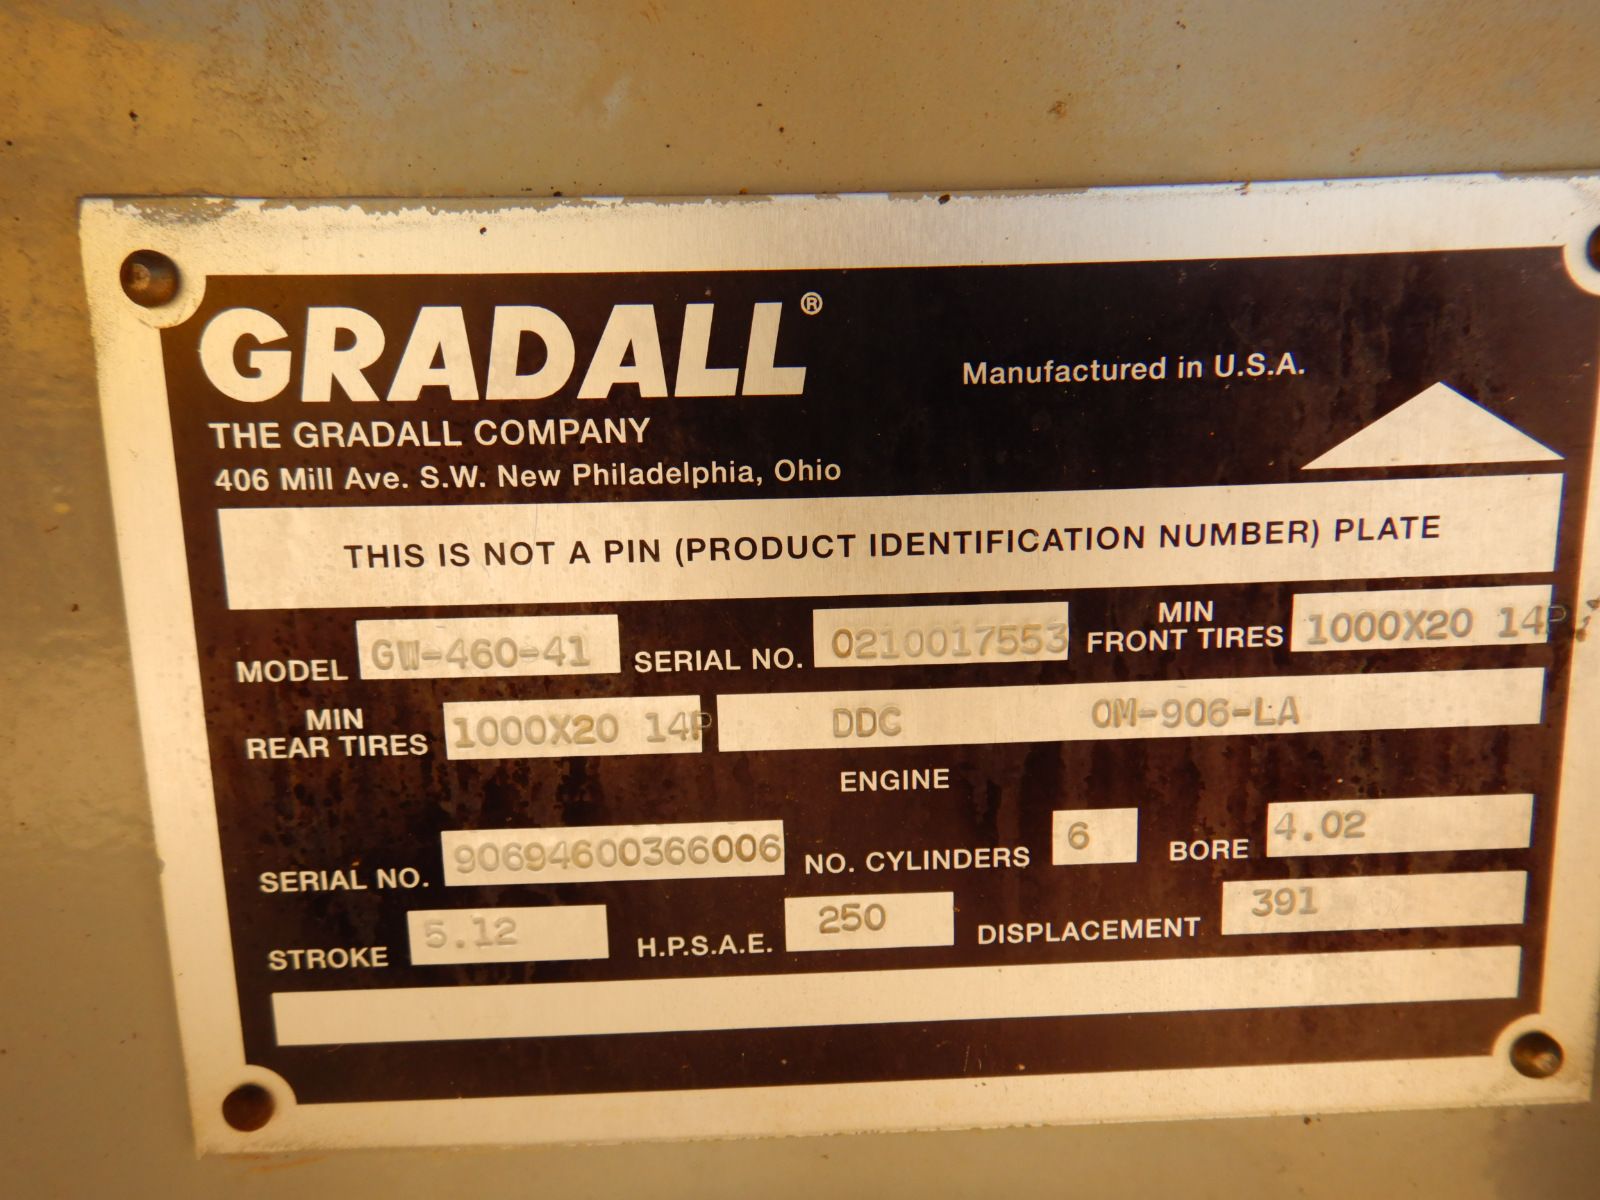 GRADALL®
Manufactured in U.S.A.
THE GRADALL COMPANY
406 Mill Ave. S.W. New Philadelphia, Ohio
THIS IS NOT A PIN (PRODUCT IDENTIFICATION NUMBER) PLATE
MODEL GW-460-41 SERIAL NO. 0210017553 MIN FRONT TIRES 1000X20 14P
MIN REAR TIRES 1000X20 14P DDC OM-906-LA
ENGINE
SERIAL NO. 90694600366006 NO. CYLINDERS 6 BORE 4.02
STROKE 5.12 H.P.S.A.E. 250 DISPLACEMENT 391